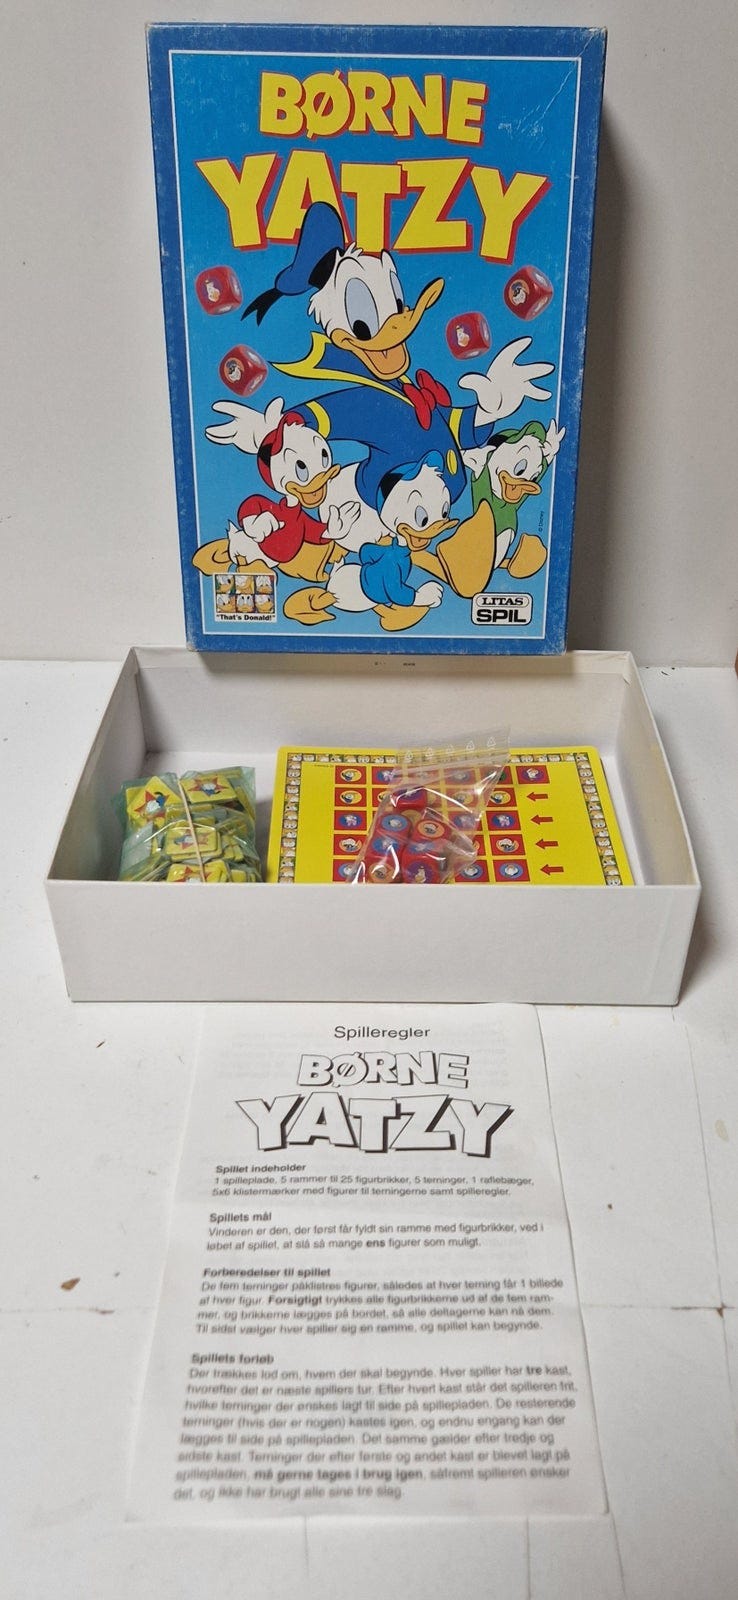 BØRNE
YATZY
© Disney
"That's Donald!"
LITAS
SPIL
Spilleregler
BØRNE
YATZY
Spillet indeholder
1 spilleplade, 5 rammer til 25 figurbrikker, 5 terninger, 1 raflebæger,
5x6 klistermærker med figurer til terningerne samt spilleregler.
Spillets mål
Vinderen er den, der først får fyldt sin ramme med figurbrikker, ved i
løbet af spillet, at slå så mange ens figurer som muligt.
Forberedelser til spillet
De fem terninger påklistres figurer, således at hver terning får 1 billede
af hver figur. Forsigtigt trykkes alle figurbrikkerne ud af de fem ram-
mer, og brikkerne lægges på bordet, så alle deltagerne kan nå dem.
Til sidst vælger hver spiller sig en ramme, og spillet kan begynde.
Spillets forløb
Der trækkes lod om, hvem der skal begynde. Hver spiller har tre kast,
hvorefter det er næste spillers tur. Efter hvert kast står det spilleren frit,
hvilke terninger der ønskes lagt til side på spillepladen. De resterende
terninger (hvis der er nogen) kastes igen, og endnu engang kan der
lægges til side på spillepladen. Det samme gælder efter tredje og
sidste kast. Terninger der efter første og andet kast er blevet lagt på
spillepladen, må gerne tages i brug igen, såfremt spilleren ønsker
det, og ikke har brugt alle sine tre slag.